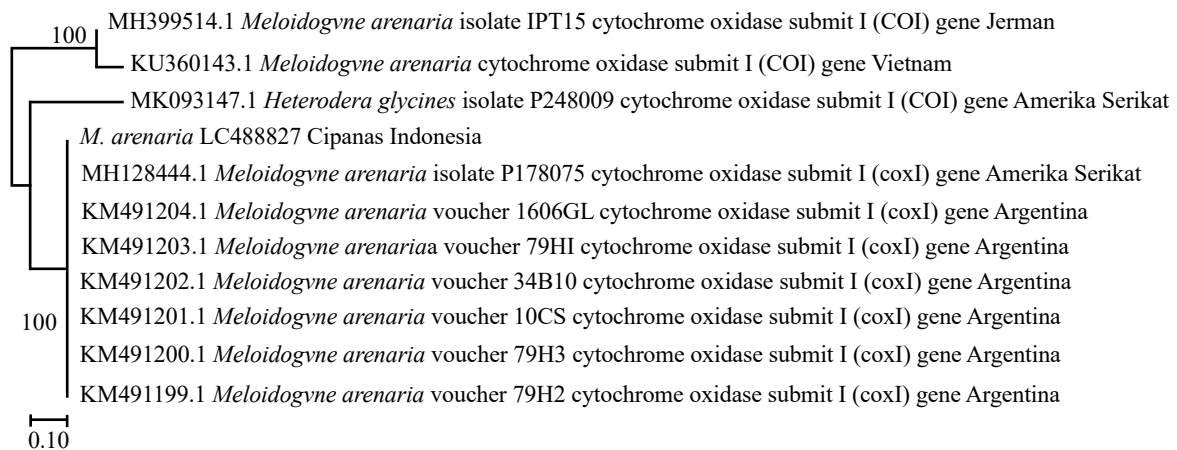 MH399514.1 Meloidogvne arenaria isolate IPT15 cytochrome oxidase submit I (COI) gene Jerman
100
KU360143.1 Meloidogvne arenaria cytochrome oxidase submit I (COI) gene Vietnam
MK093147.1 Heterodera glycines isolate P248009 cytochrome oxidase submit I (COI) gene Amerika Serikat
M. arenaria LC488827 Cipanas Indonesia
MH128444.1 Meloidogvne arenaria isolate P178075 cytochrome oxidase submit I (coxI) gene Amerika Serikat
KM491204.1 Meloidogvne arenaria voucher 1606GL cytochrome oxidase submit I (coxI) gene Argentina
KM491203.1 Meloidogvne arenariaa voucher 79HI cytochrome oxidase submit I (coxI) gene Argentina
KM491202.1 Meloidogvne arenaria voucher 34B10 cytochrome oxidase submit I (coxI) gene Argentina
KM491201.1 Meloidogvne arenaria voucher 10CS cytochrome oxidase submit I (coxI) gene Argentina
100
KM491200.1 Meloidogvne arenaria voucher 79H3 cytochrome oxidase submit I (coxI) gene Argentina
KM491199.1 Meloidogvne arenaria voucher 79H2 cytochrome oxidase submit I (coxI) gene Argentina
0.10